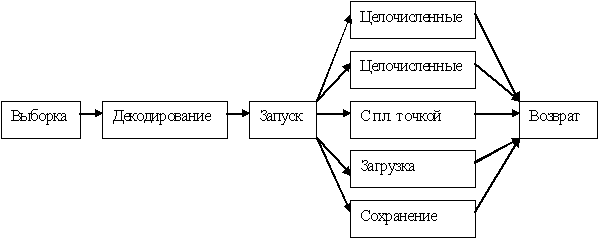 Целочисленные
Целочисленные
Выборка
Декодирование
Запуск
С пл. точкой
Возврат
Загрузка
Сохранение